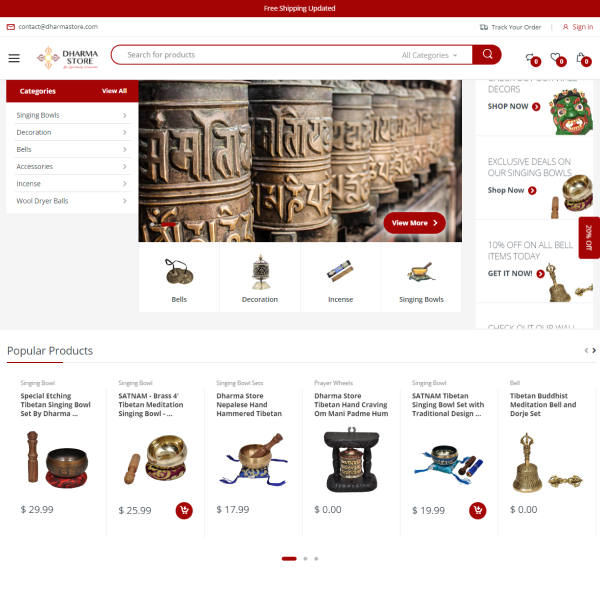 Free Shipping Updated
contact@dharmastore.com
Track Your Order
Sign in
DHARMA
STORE
Search for products
All Categories
0
0
0
Categories
View All
Singing Bowls
Decoration
Bells
Accessories
Incense
Wool Dryer Balls
View More
DECORS
SHOP NOW
EXCLUSIVE DEALS ON
OUR SINGING BOWLS
Shop Now
10% OFF ON ALL BELL
ITEMS TODAY
GET IT NOW!
CHECK OUT OUR WALL
20% Off
Bells
Decoration
Incense
Singing Bowls
Popular Products
Singing Bowl
Special Etching
Tibetan Singing Bowl
Set By Dharma ...
$ 29.99
Singing Bowl
SATNAM - Brass 4'
Tibetan Meditation
Singing Bowl - ...
$ 25.99
Singing Bowl Sets
Dharma Store
Nepalese Hand
Hammered Tibetan
$ 17.99
Prayer Wheels
Dharma Store
Tibetan Hand Craving
Om Mani Padme Hum
$ 0.00
Singing Bowl
SATNAM Tibetan
Singing Bowl Set with
Traditional Design ...
$ 19.99
Bell
Tibetan Buddhist
Meditation Bell and
Dorje Set
$ 0.00